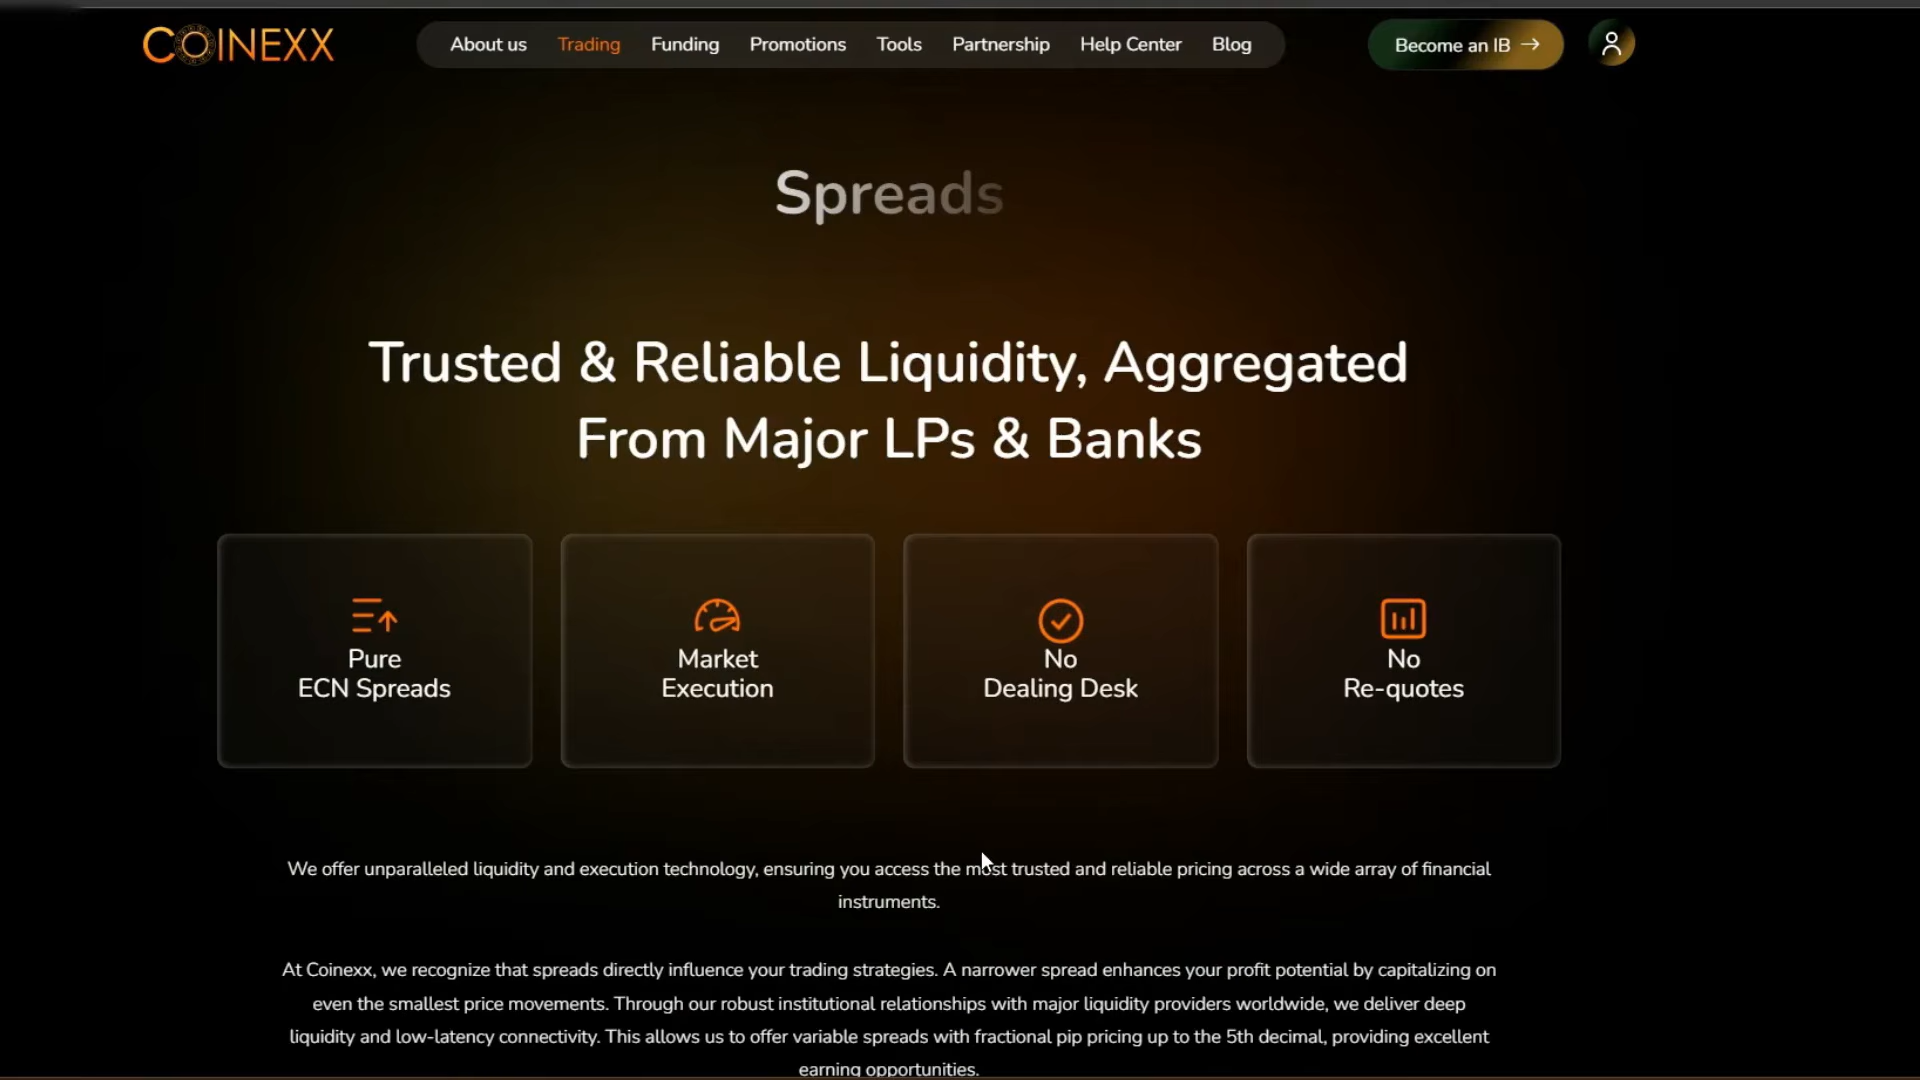 COINEXX
About us Trading Funding Promotions Tools Partnership Help Center Blog
Become an IB →
Spreads
Trusted & Reliable Liquidity, Aggregated
From Major LPs & Banks
Pure
ECN Spreads
Market
Execution
No
Dealing Desk
No
Re-quotes
We offer unparalleled liquidity and execution technology, ensuring you access the most trusted and reliable pricing across a wide array of financial
instruments.
At Coinexx, we recognize that spreads directly influence your trading strategies. A narrower spread enhances your profit potential by capitalizing on
even the smallest price movements. Through our robust institutional relationships with major liquidity providers worldwide, we deliver deep
liquidity and low-latency connectivity. This allows us to offer variable spreads with fractional pip pricing up to the 5th decimal, providing excellent
earning opportunities.